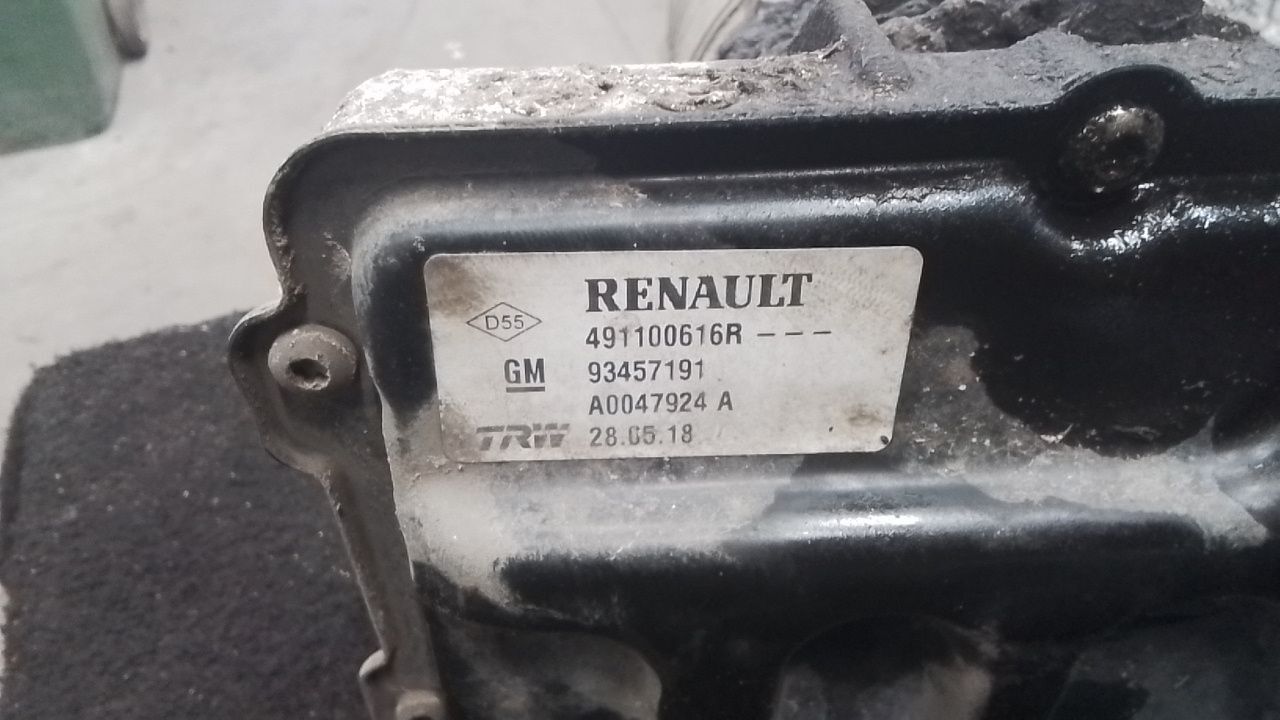 RENAULT
D55
491100616R ---
GM 93457191
A0047924 A
TRW 28.05.18